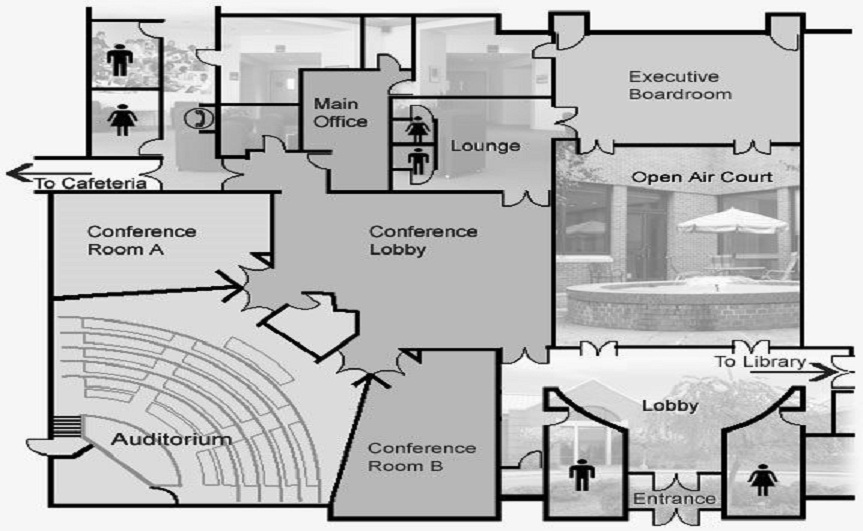 Executive
Boardroom
Main
Office
Lounge
Open Air Court
To Cafeteria
Conference
Room A
Conference
Lobby
To Library
Lobby
Auditorium
Conference
Room B
Entrance